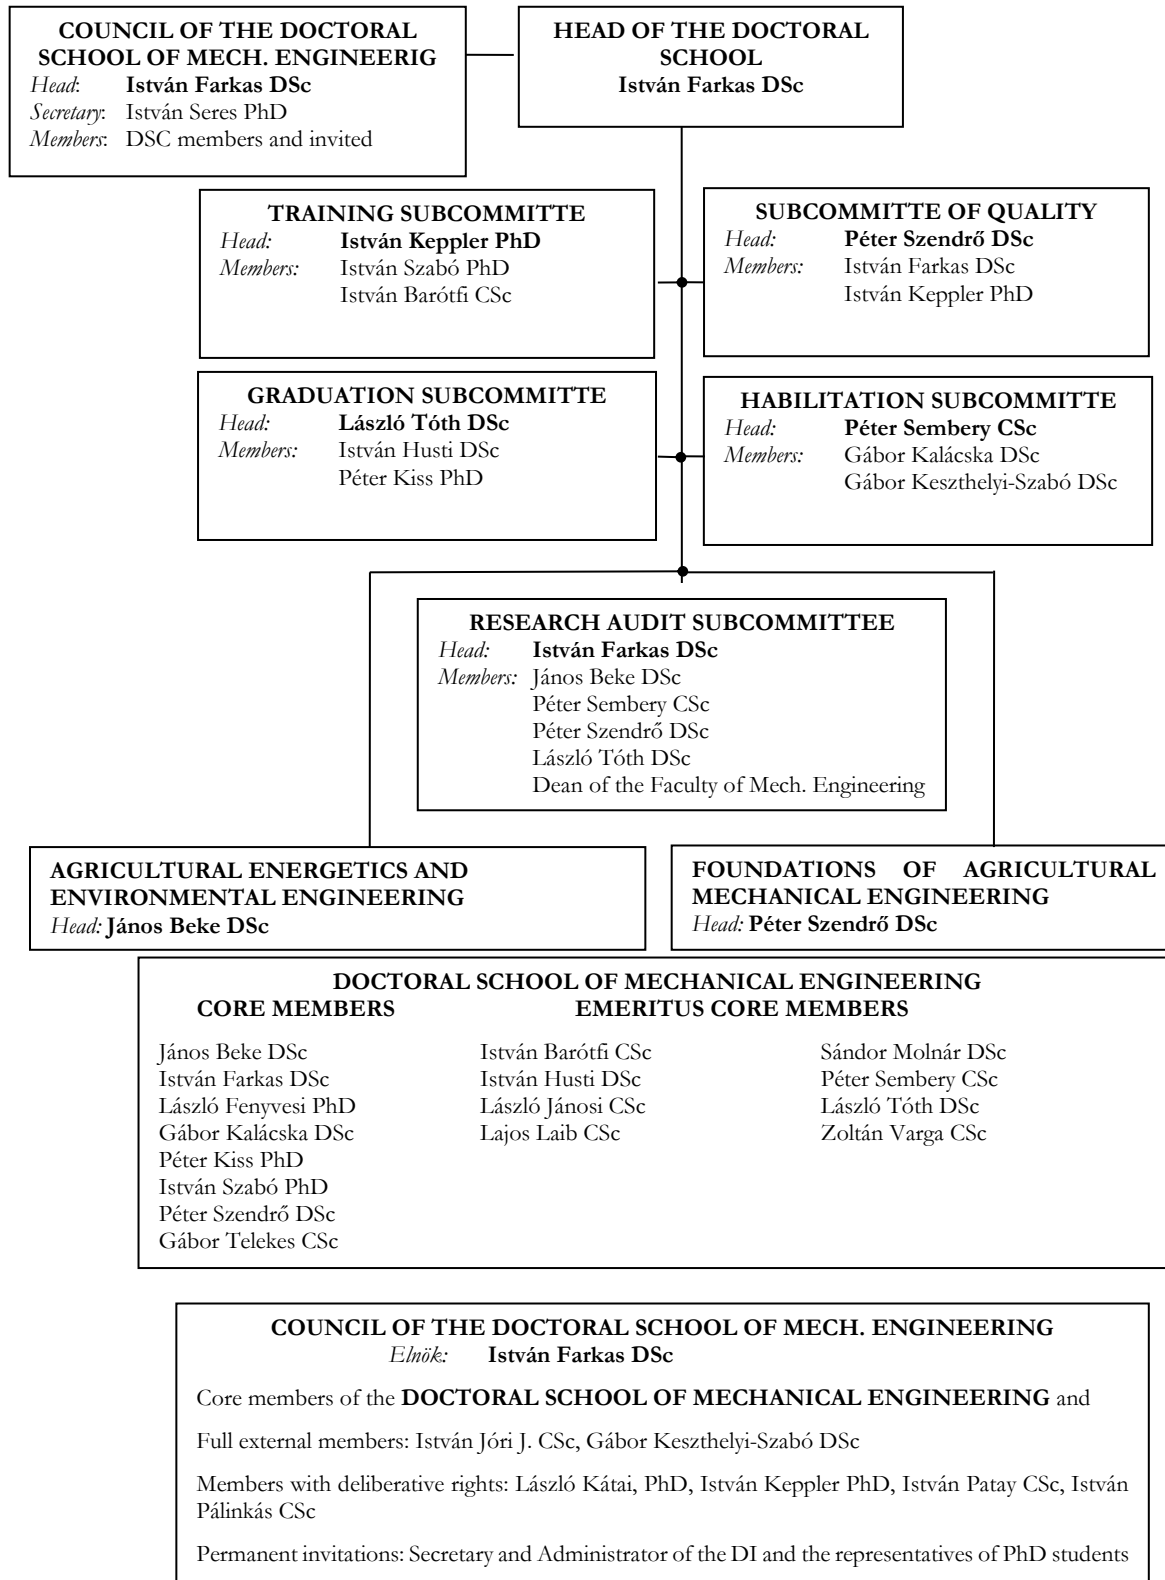 COUNCIL OF THE DOCTORAL
SCHOOL OF MECH. ENGINEERIG
Head: István Farkas DSc
Secretary: István Seres PhD
Members: DSC members and invited
HEAD OF THE DOCTORAL
SCHOOL
István Farkas DSc
TRAINING SUBCOMMITTE
Head: István Keppler PhD
Members: István Szabó PhD
István Barótfi CSc
SUBCOMMITTE OF QUALITY
Head: Péter Szendrő DSc
Members: István Farkas DSc
István Keppler PhD
GRADUATION SUBCOMMITTE
Head: László Tóth DSc
Members: István Husti DSc
Péter Kiss PhD
HABILITATION SUBCOMMITTE
Head: Péter Sembery CSc
Members: Gábor Kalácska DSc
Gábor Keszthelyi-Szabó DSc
RESEARCH AUDIT SUBCOMMITTEE
Head: István Farkas DSc
Members: János Beke DSc
Péter Sembery CSc
Péter Szendrő DSc
László Tóth DSc
Dean of the Faculty of Mech. Engineering
AGRICULTURAL ENERGETICS AND
ENVIRONMENTAL ENGINEERING
Head: János Beke DSc
FOUNDATIONS OF AGRICULTURAL
MECHANICAL ENGINEERING
Head: Péter Szendrő DSc
DOCTORAL SCHOOL OF MECHANICAL ENGINEERING
CORE MEMBERS EMERITUS CORE MEMBERS
János Beke DSc István Barótfi CSc Sándor Molnár DSc
István Farkas DSc István Husti DSc Péter Sembery CSc
László Fenyvesi PhD László Jánosi CSc László Tóth DSc
Gábor Kalácska DSc Lajos Laib CSc Zoltán Varga CSc
Péter Kiss PhD
István Szabó PhD
Péter Szendrő DSc
Gábor Telekes CSc
COUNCIL OF THE DOCTORAL SCHOOL OF MECH. ENGINEERING
Elnök: István Farkas DSc
Core members of the DOCTORAL SCHOOL OF MECHANICAL ENGINEERING and
Full external members: István Jóri J. CSc, Gábor Keszthelyi-Szabó DSc
Members with deliberative rights: László Kátai, PhD, István Keppler PhD, István Patay CSc, István
Pálinkás CSc
Permanent invitations: Secretary and Administrator of the DI and the representatives of PhD students